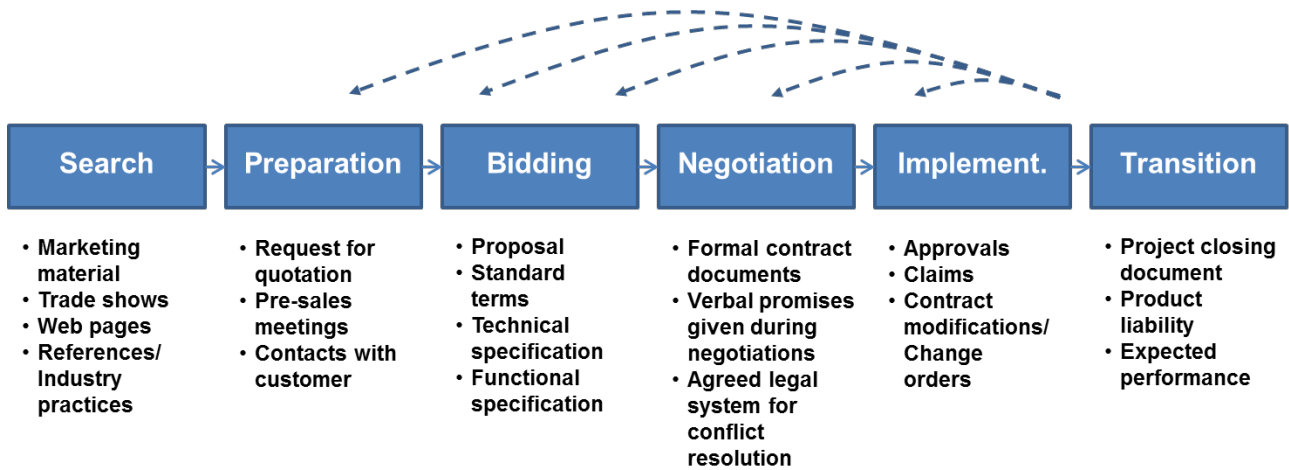 Search
Preparation
Bidding
Negotiation
Implement.
Transition
• Marketing
material
• Trade shows
• Web pages
• References/
Industry
practices
• Request for
quotation
• Pre-sales
meetings
• Contacts with
customer
• Proposal
• Standard
terms
• Technical
specification
• Functional
specification
• Formal contract
documents
• Verbal promises
given during
negotiations
• Agreed legal
system for
conflict
resolution
• Approvals
• Claims
• Contract
modifications/
Change
orders
• Project closing
document
• Product
liability
• Expected
performance